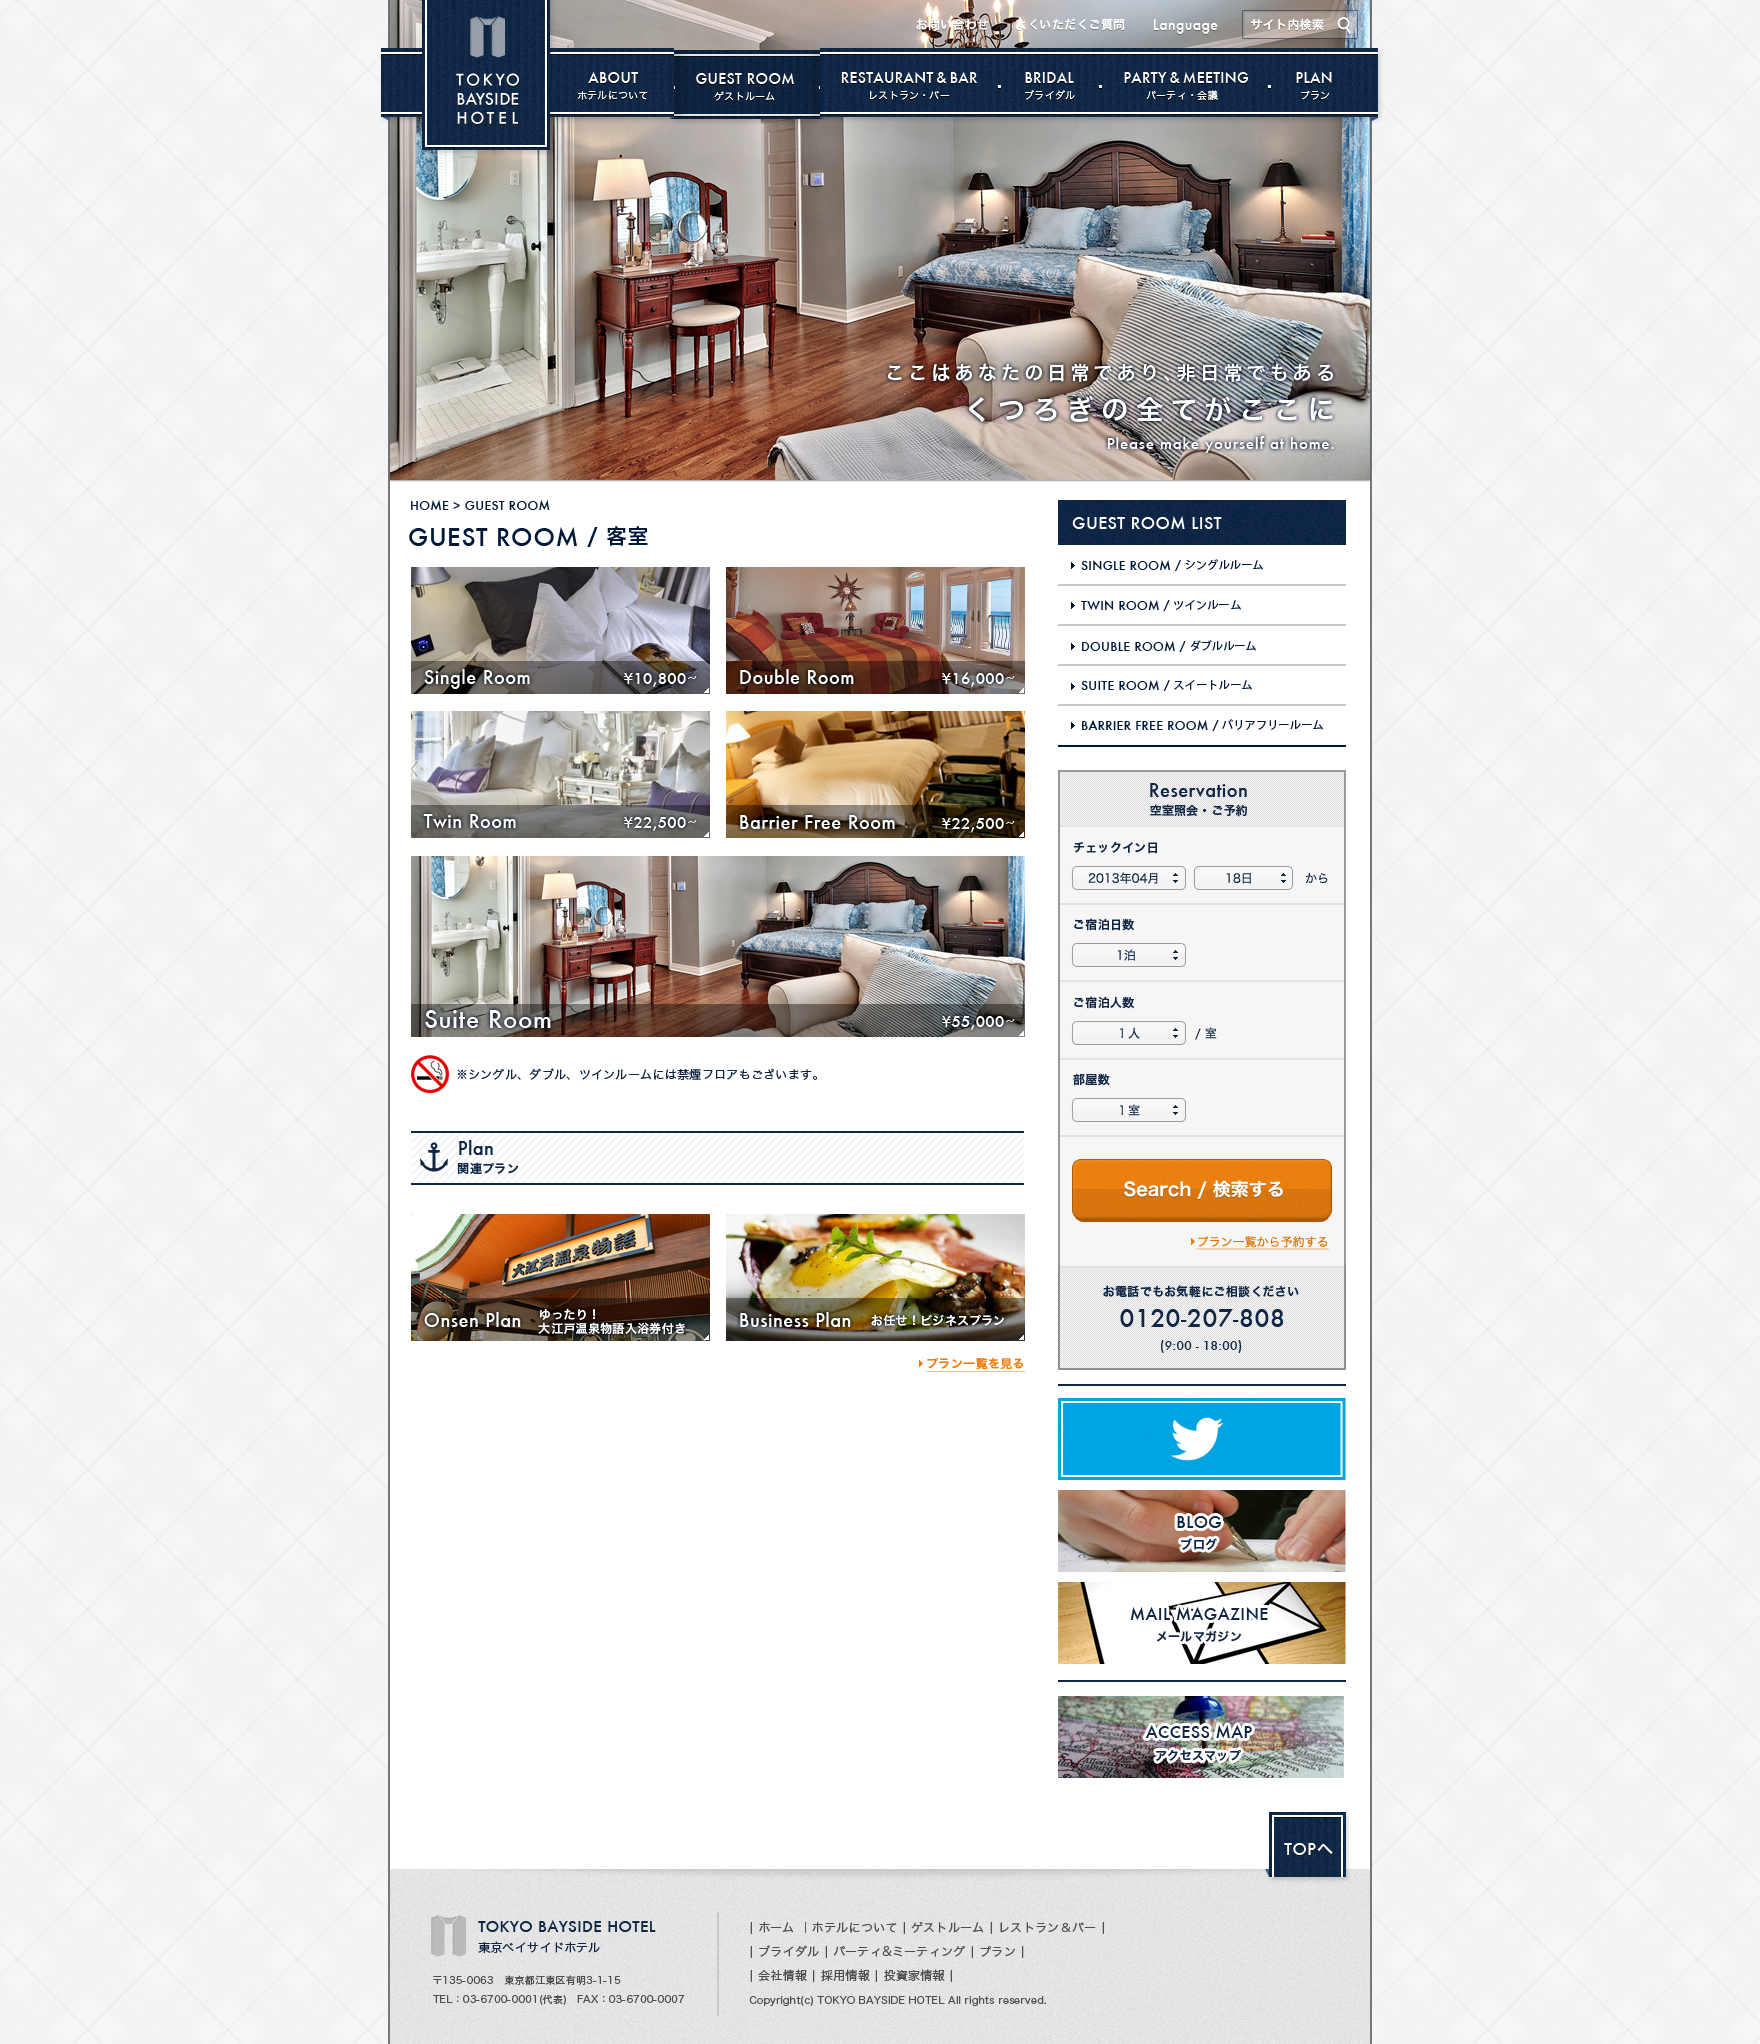 お問い合わせ よくいただくご質問 Language サイト内検索
TOKYO
BAYSIDE
HOTEL
ABOUT
ホテルについて
GUEST ROOM
ゲストルーム
RESTAURANT & BAR
レストラン・バー
BRIDAL
ブライダル
PARTY & MEETING
パーティ・会議
PLAN
プラン
ここはあなたの日常であり、非日常でもある
くつろぎの全てがここに
Please make yourself at home.
HOME > GUEST ROOM
GUEST ROOM / 客室
Single Room ¥10,800~
Double Room ¥16,000~
Twin Room ¥22,500~
Barrier Free Room ¥22,500~
Suite Room ¥55,000~
※シングル、ダブル、ツインルームには禁煙フロアもございます。
Plan
関連プラン
大江戸温泉物語
Onsen Plan ゆったり！
大江戸温泉物語入浴券付き
Business Plan お任せ！ビジネスプラン
プラン一覧を見る
GUEST ROOM LIST
SINGLE ROOM / シングルルーム
TWIN ROOM / ツインルーム
DOUBLE ROOM / ダブルルーム
SUITE ROOM / スイートルーム
BARRIER FREE ROOM / バリアフリールーム
Reservation
空室照会・ご予約
チェックイン日
2013年04月 18日 から
ご宿泊日数
1泊
ご宿泊人数
1人 / 室
部屋数
1室
Search / 検索する
プラン一覧から予約する
お電話でもお気軽にご相談ください
0120-207-808
(9:00 - 18:00)
BLOG
ブログ
MAIL MAGAZINE
メールマガジン
ACCESS MAP
アクセスマップ
TOPへ
TOKYO BAYSIDE HOTEL
東京ベイサイドホテル
〒135-0063 東京都江東区有明3-1-15
TEL：03-6700-0001(代表) FAX：03-6700-0007
| ホーム | ホテルについて | ゲストルーム | レストラン＆バー |
| ブライダル | パーティ&ミーティング | プラン |
| 会社情報 | 採用情報 | 投資家情報 |
Copyright(c) TOKYO BAYSIDE HOTEL All rights reserved.